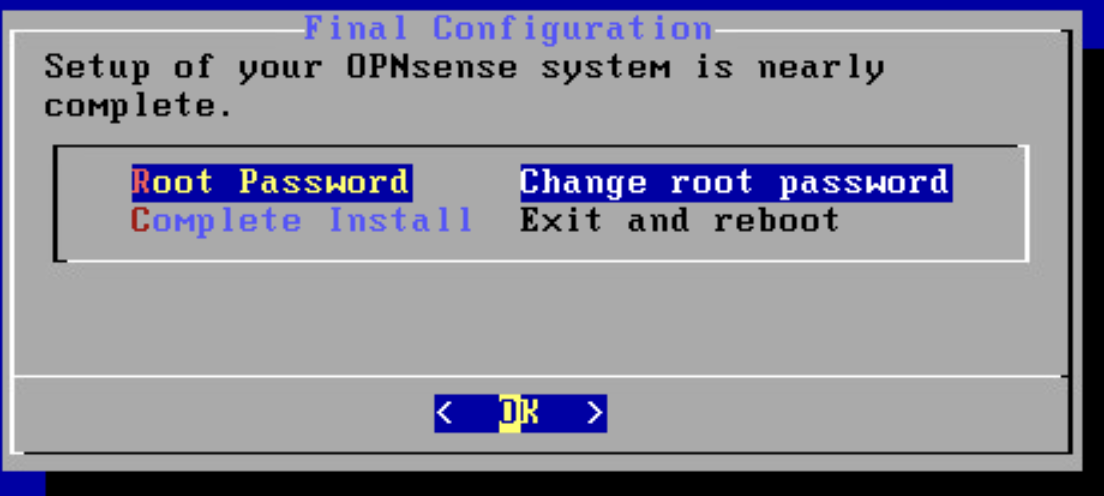 Final Configuration
Setup of your OPNsense system is nearly
complete.
Root Password Change root password
Complete Install Exit and reboot
< OK >